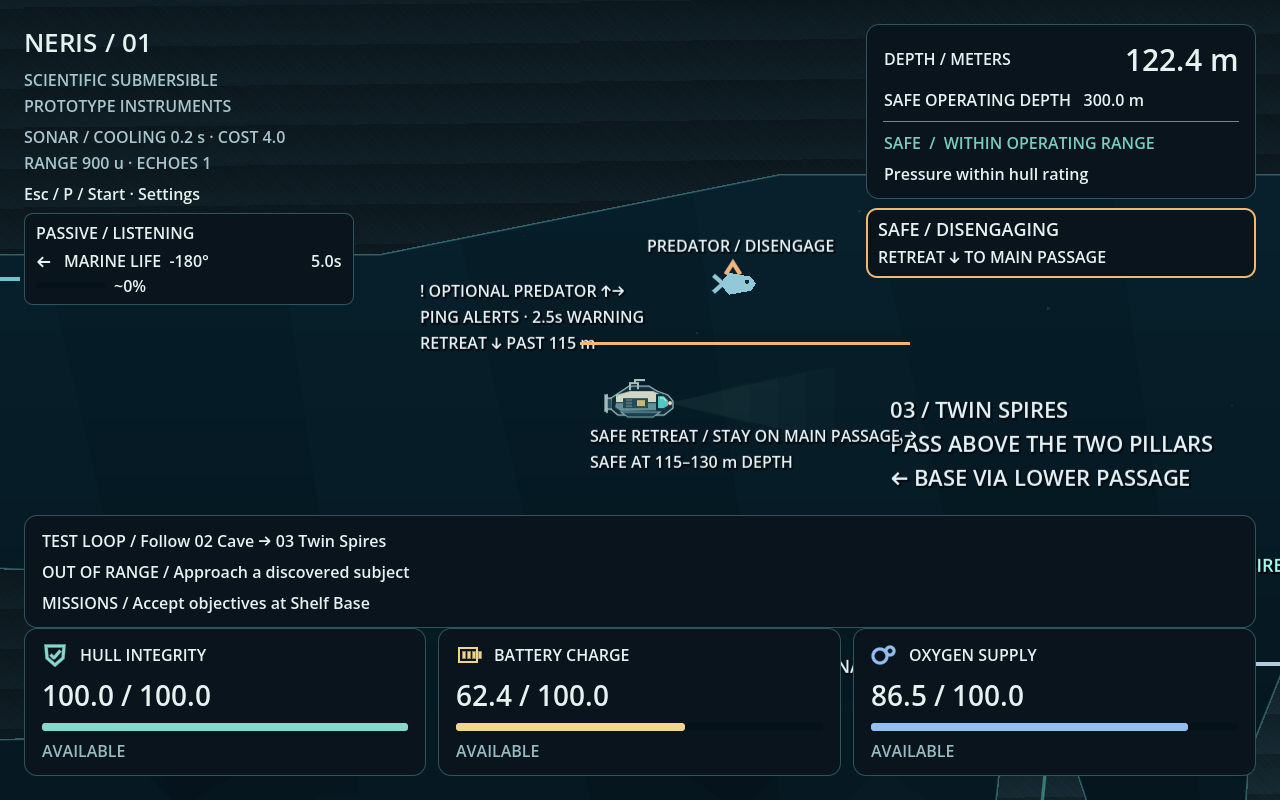 NERIS / 01
SCIENTIFIC SUBMERSIBLE
PROTOTYPE INSTRUMENTS
SONAR / COOLING 0.2 s · COST 4.0
RANGE 900 u · ECHOES 1
Esc / P / Start · Settings
PASSIVE / LISTENING
← MARINE LIFE -180° 5.0s
~0%
DEPTH / METERS 122.4 m
SAFE OPERATING DEPTH 300.0 m
SAFE / WITHIN OPERATING RANGE
Pressure within hull rating
SAFE / DISENGAGING
RETREAT ↓ TO MAIN PASSAGE
PREDATOR / DISENGAGE
! OPTIONAL PREDATOR ↑→
PING ALERTS · 2.5s WARNING
RETREAT ↓ PAST 115 m
SAFE RETREAT / STAY ON MAIN PASSAGE →
SAFE AT 115–130 m DEPTH
03 / TWIN SPIRES
PASS ABOVE THE TWO PILLARS
← BASE VIA LOWER PASSAGE
TEST LOOP / Follow 02 Cave → 03 Twin Spires
OUT OF RANGE / Approach a discovered subject
MISSIONS / Accept objectives at Shelf Base
HULL INTEGRITY
100.0 / 100.0
AVAILABLE
BATTERY CHARGE
62.4 / 100.0
AVAILABLE
OXYGEN SUPPLY
86.5 / 100.0
AVAILABLE